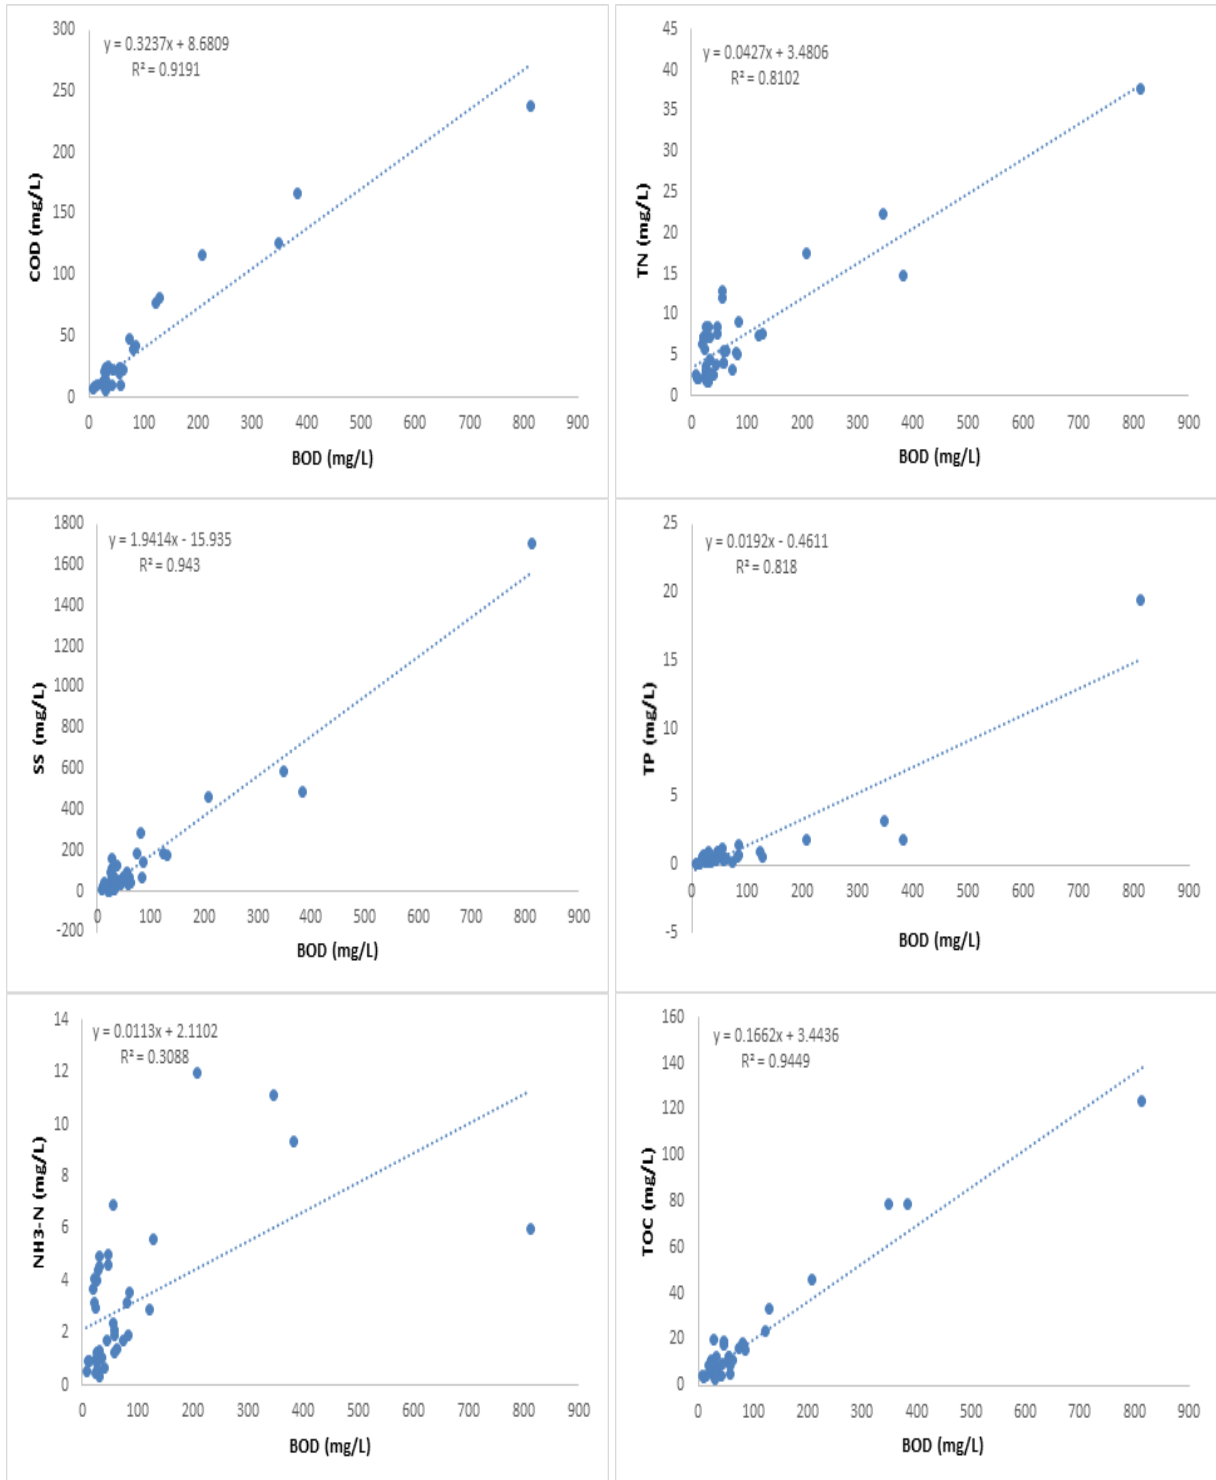 y = 0.3237x + 8.6809
R² = 0.9191
300
250
200
150
100
50
0
COD (mg/L)
0 100 200 300 400 500 600 700 800 900
BOD (mg/L)
y = 0.0427x + 3.4806
R² = 0.8102
45
40
35
30
25
20
15
10
5
0
TN (mg/L)
0 100 200 300 400 500 600 700 800 900
BOD (mg/L)
y = 1.9414x - 15.935
R² = 0.943
1800
1600
1400
1200
1000
800
600
400
200
0
-200
SS (mg/L)
0 100 200 300 400 500 600 700 800 900
BOD (mg/L)
y = 0.0192x - 0.4611
R² = 0.818
25
20
15
10
5
0
-5
TP (mg/L)
0 100 200 300 400 500 600 700 800 900
BOD (mg/L)
y = 0.0113x + 2.1102
R² = 0.3088
14
12
10
8
6
4
2
0
NH3-N (mg/L)
0 100 200 300 400 500 600 700 800 900
BOD (mg/L)
y = 0.1662x + 3.4436
R² = 0.9449
160
140
120
100
80
60
40
20
0
TOC (mg/L)
0 100 200 300 400 500 600 700 800 900
BOD (mg/L)